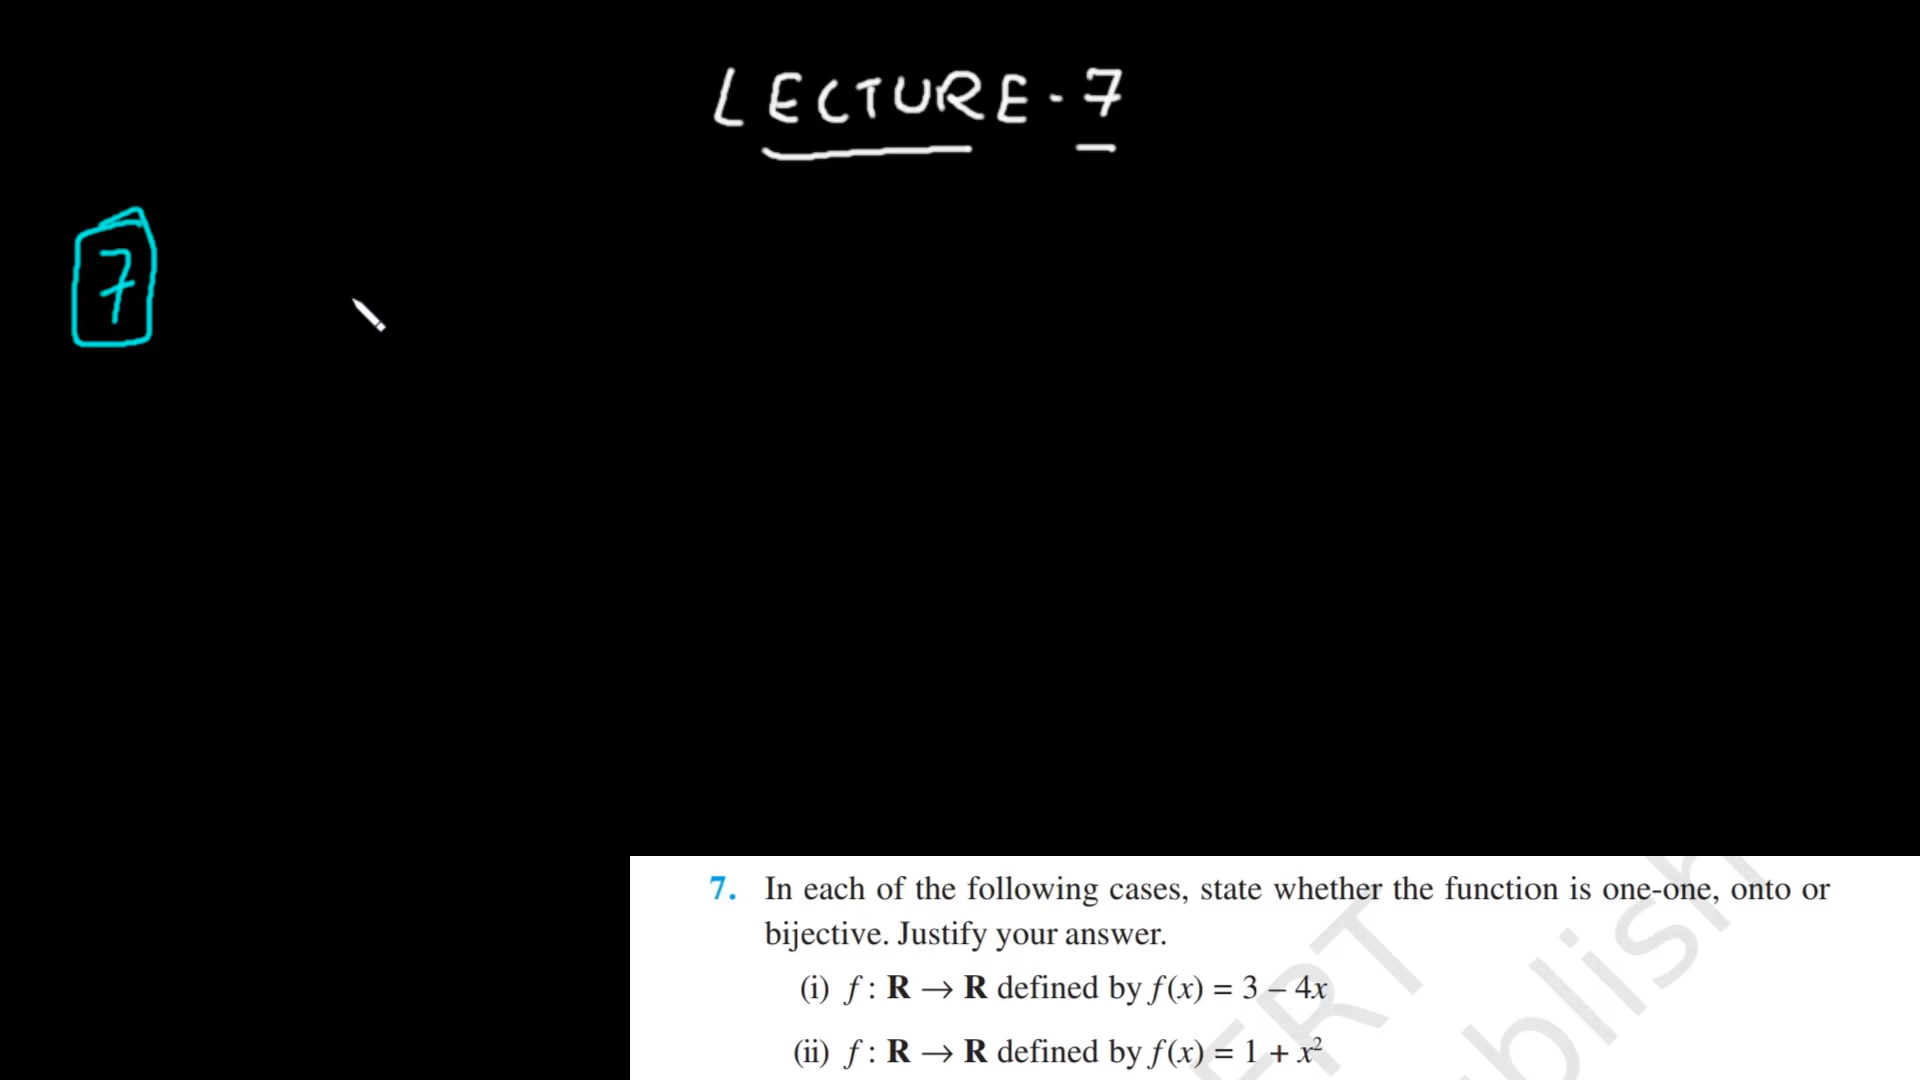 LECTURE-7
7
7. In each of the following cases, state whether the function is one-one, onto or
bijective. Justify your answer.
(i) f : R → R defined by f(x) = 3 – 4x
(ii) f : R → R defined by f(x) = 1 + x²